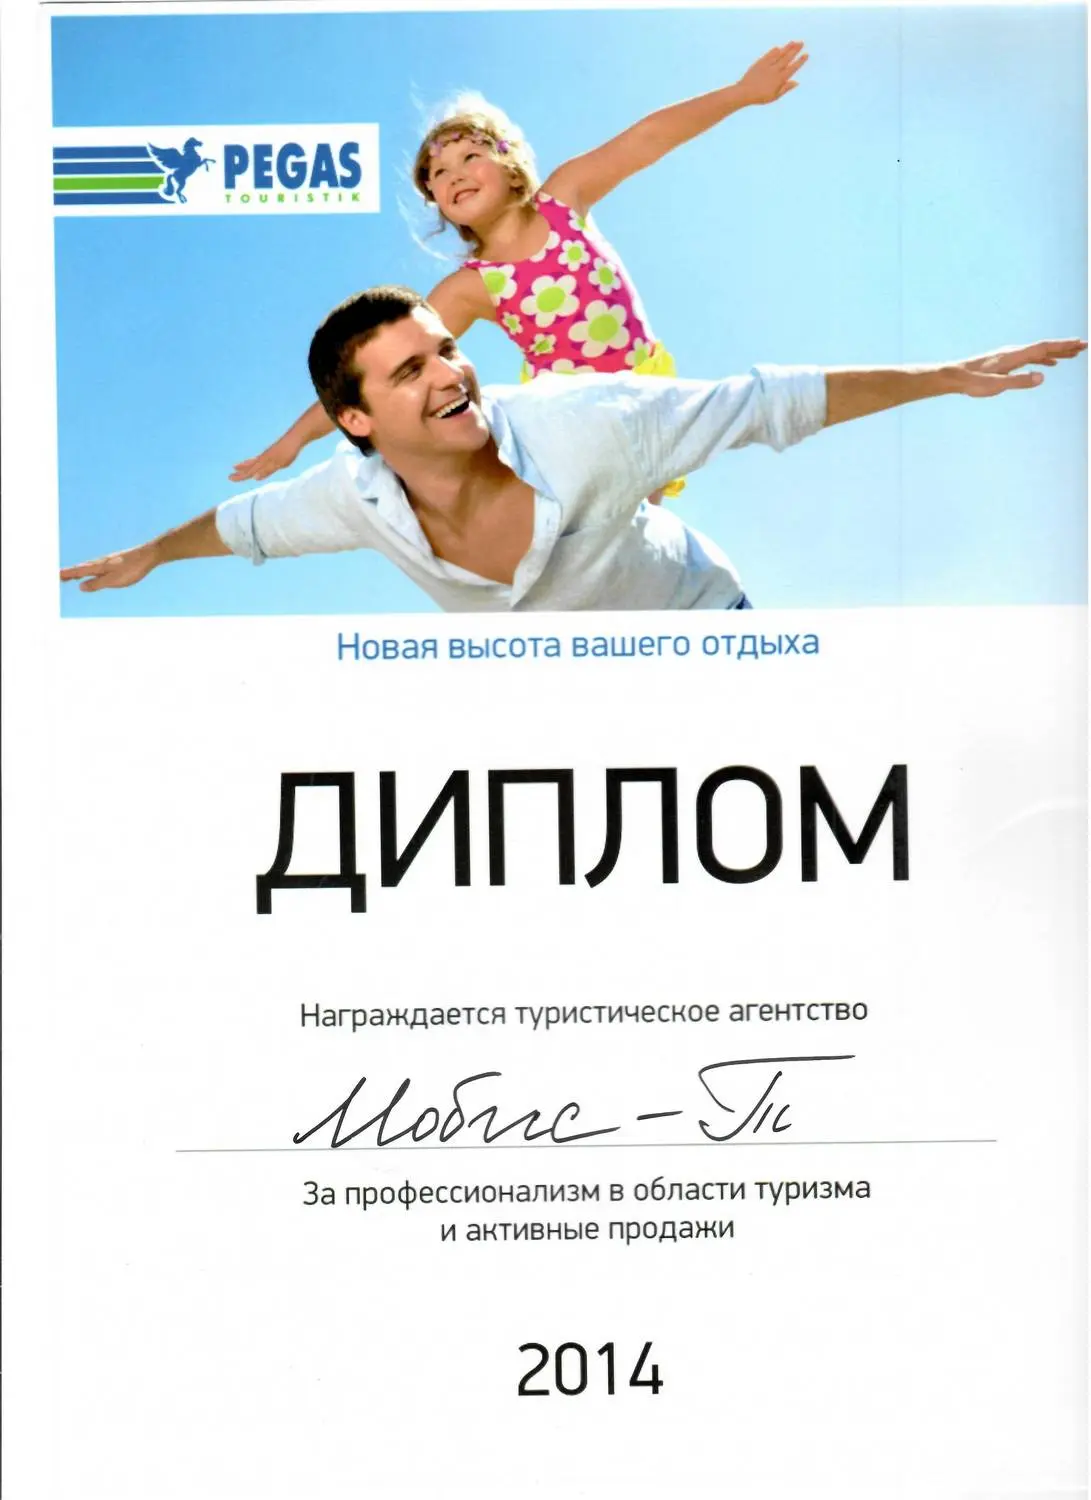 PEGAS
TOURISTIK
Новая высота вашего отдыха
ДИПЛОМ
Награждается туристическое агентство
Мобис - Тк
За профессионализм в области туризма
и активные продажи
2014